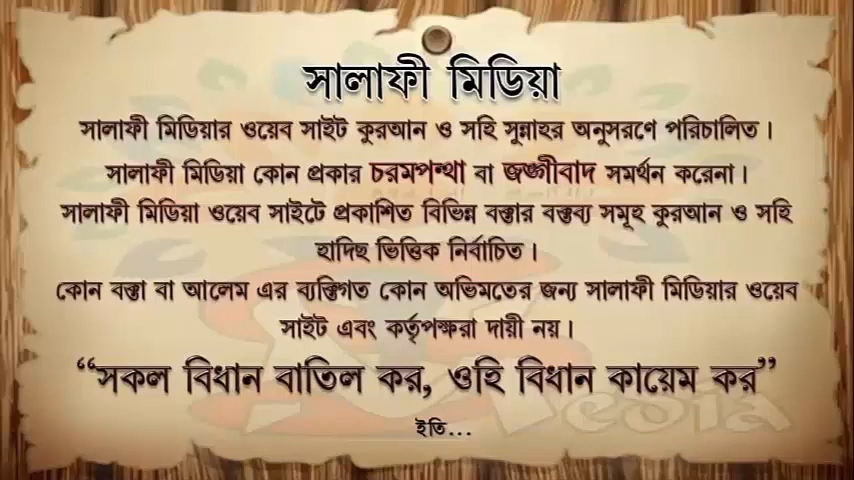 সালাফী মিডিয়া
সালাফী মিডিয়ার ওয়েব সাইট কুরআন ও সহি সুন্নাহর অনুসরণে পরিচালিত।
সালাফী মিডিয়া কোন প্রকার চরমপন্থা বা জঙ্গীবাদ সমর্থন করেনা।
সালাফী মিডিয়া ওয়েব সাইটে প্রকাশিত বিভিন্ন বক্তার বক্তব্য সমূহ কুরআন ও সহি
হাদিছ ভিত্তিক নির্বাচিত।
কোন বক্তা বা আলেম এর ব্যক্তিগত কোন অভিমতের জন্য সালাফী মিডিয়ার ওয়েব
সাইট এবং কর্তৃপক্ষরা দায়ী নয়।
“সকল বিধান বাতিল কর, ওহি বিধান কায়েম কর”
Media
ইতি...